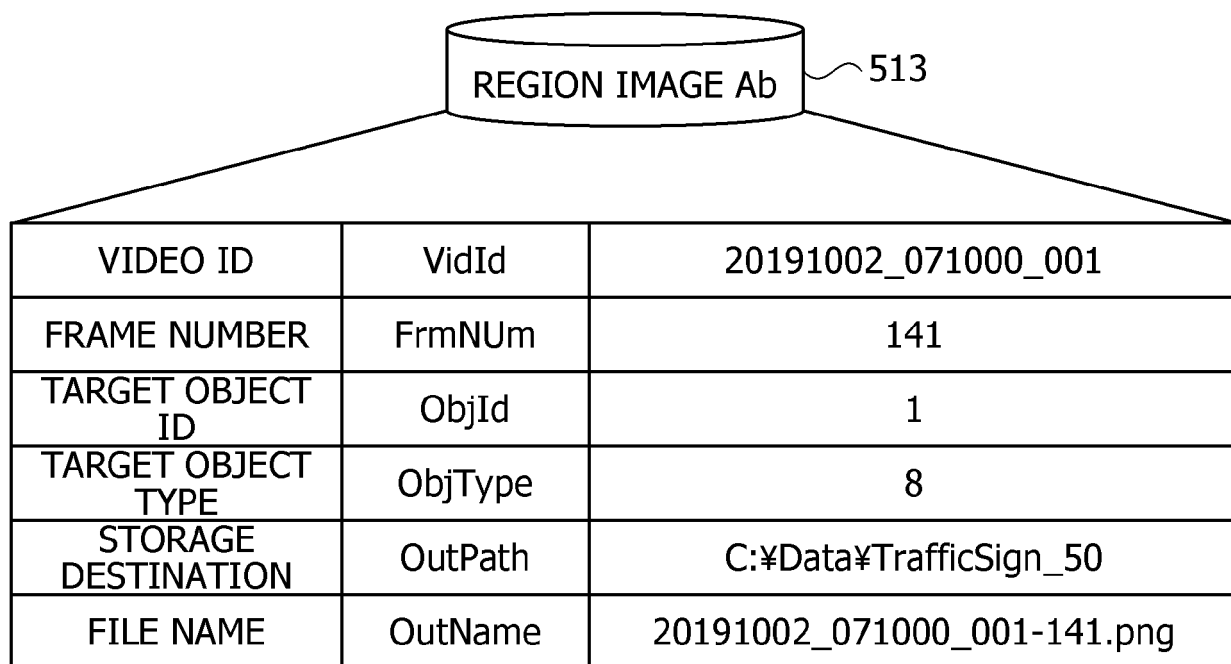 REGION IMAGE Ab
513
VIDEO ID VidId 20191002_071000_001
FRAME NUMBER FrmNUm 141
TARGET OBJECT
ID ObjId 1
TARGET OBJECT
TYPE ObjType 8
STORAGE
DESTINATION OutPath C:¥Data¥TrafficSign_50
FILE NAME OutName 20191002_071000_001-141.png